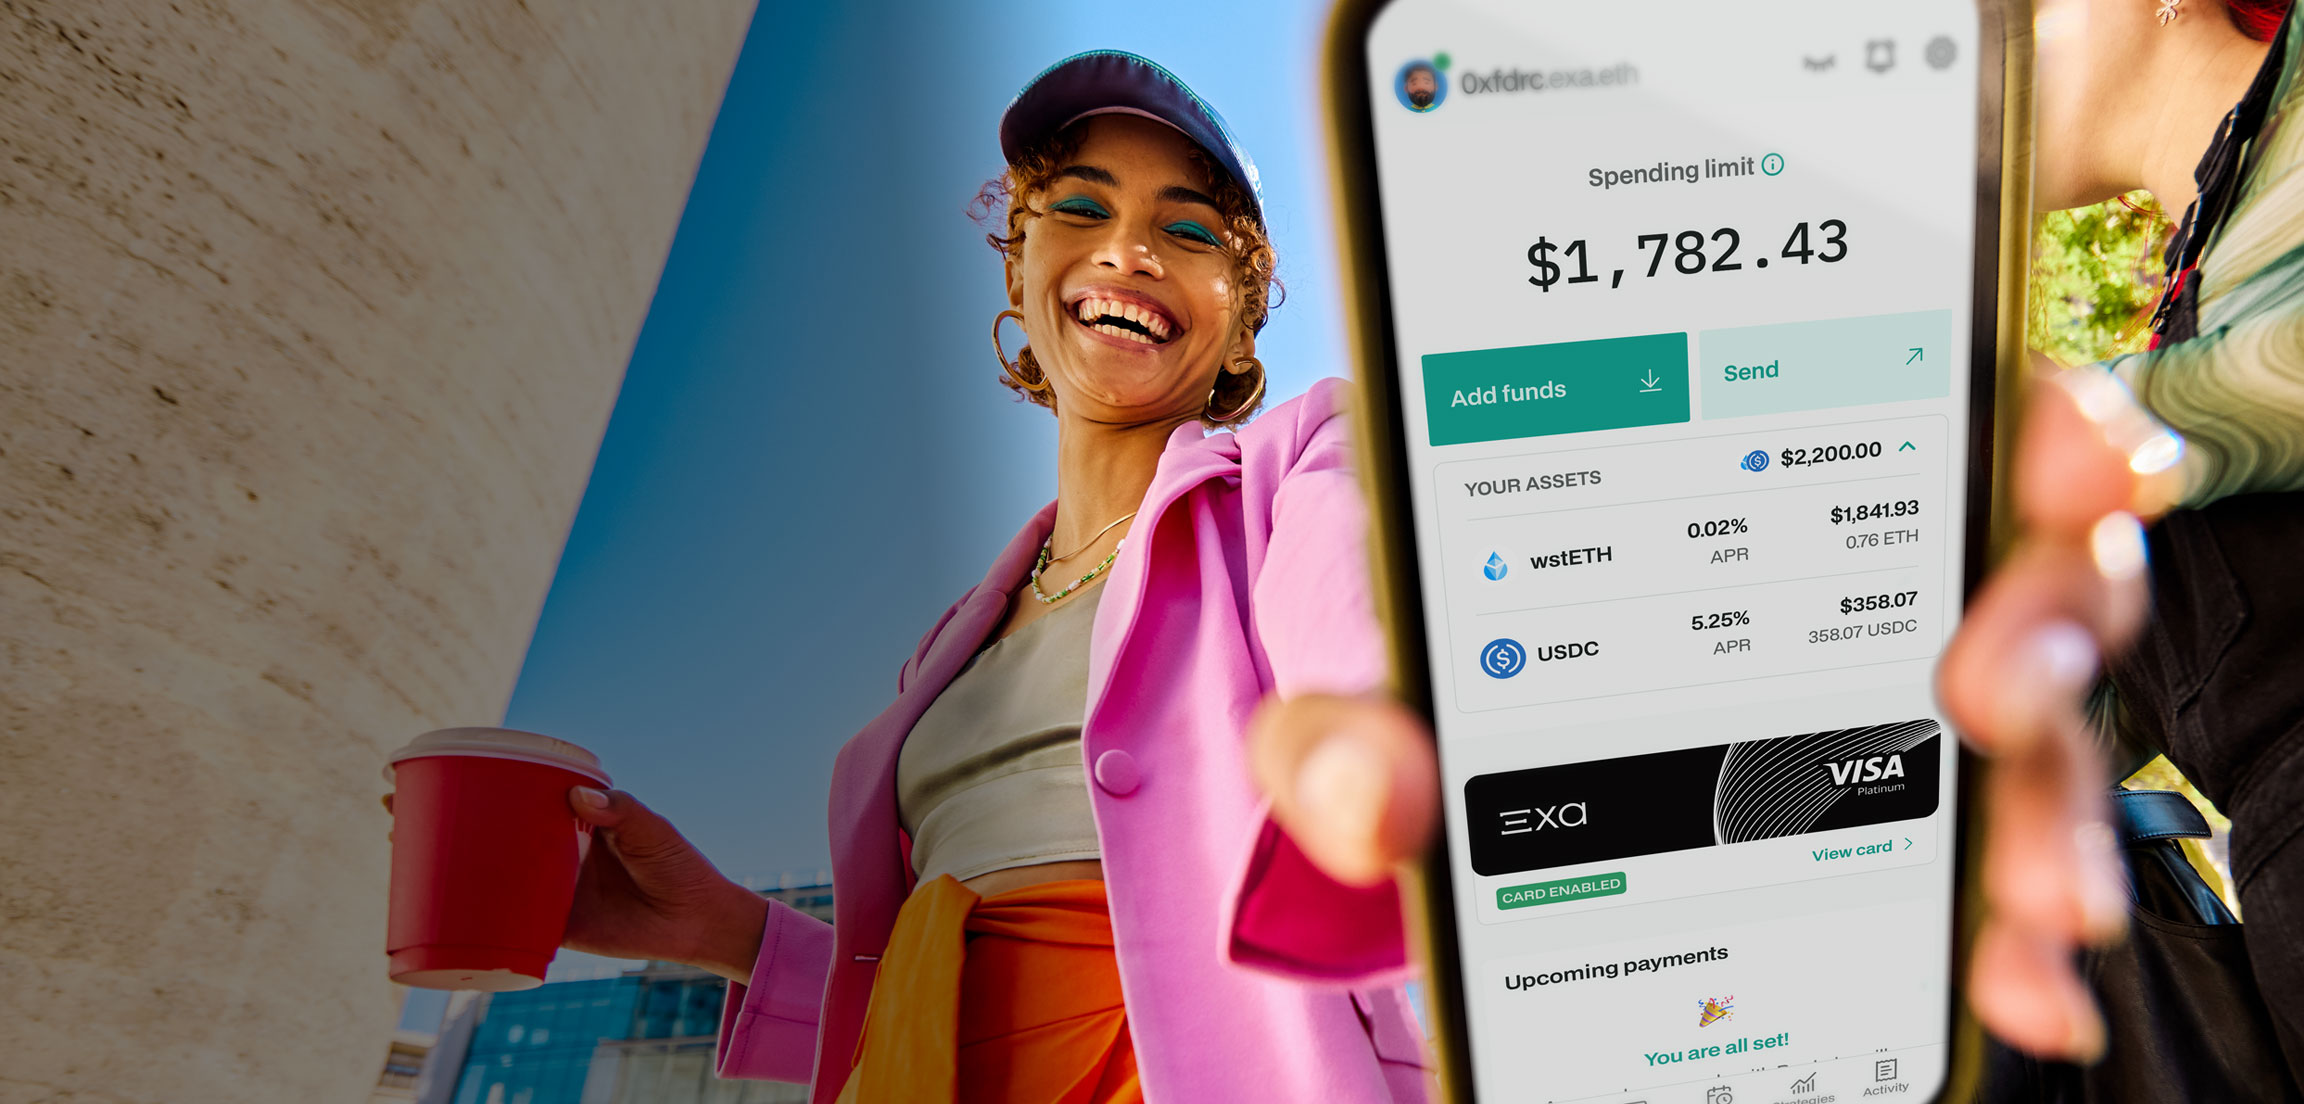 0xfdrc.exa.eth
Spending limit
$1,782.43
Add funds
Send
YOUR ASSETS
$2,200.00
wstETH
0.02%
APR
$1,841.93
0.76 ETH
USDC
5.25%
APR
$358.07
358.07 USDC
exa
VISA
Platinum
View card
CARD ENABLED
Upcoming payments
You are all set!
Strategies
Activity